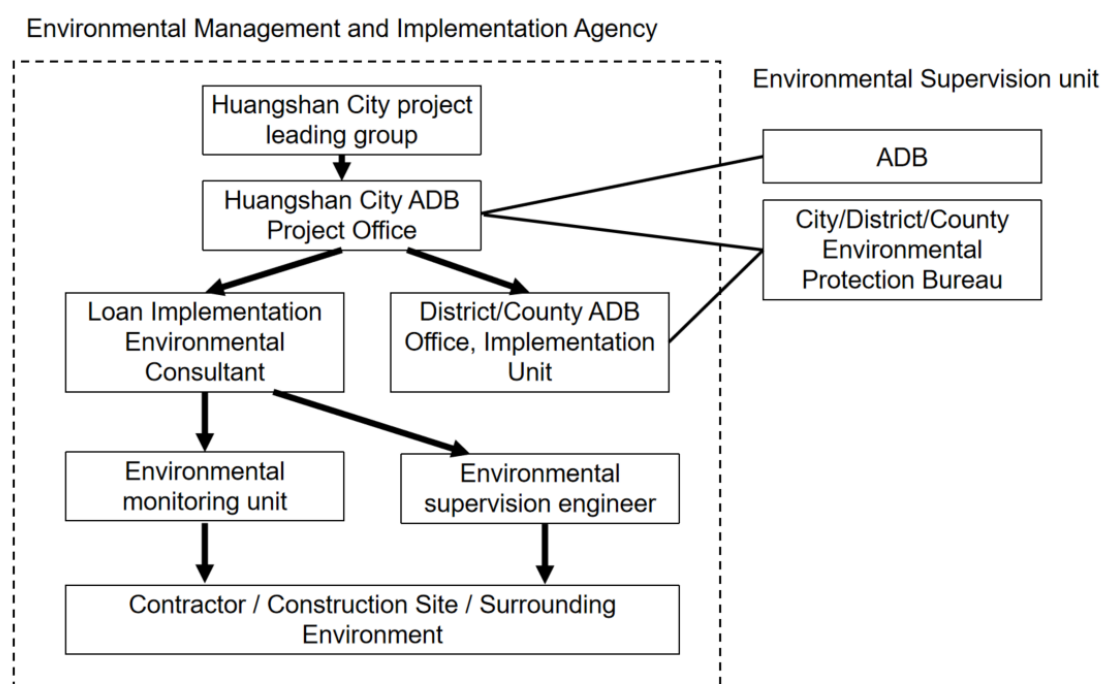 Environmental Management and Implementation Agency
Environmental Supervision unit
Huangshan City project
leading group
ADB
Huangshan City ADB
Project Office
City/District/County
Environmental
Protection Bureau
Loan Implementation
Environmental
Consultant
District/County ADB
Office, Implementation
Unit
Environmental
monitoring unit
Environmental
supervision engineer
Contractor / Construction Site / Surrounding
Environment